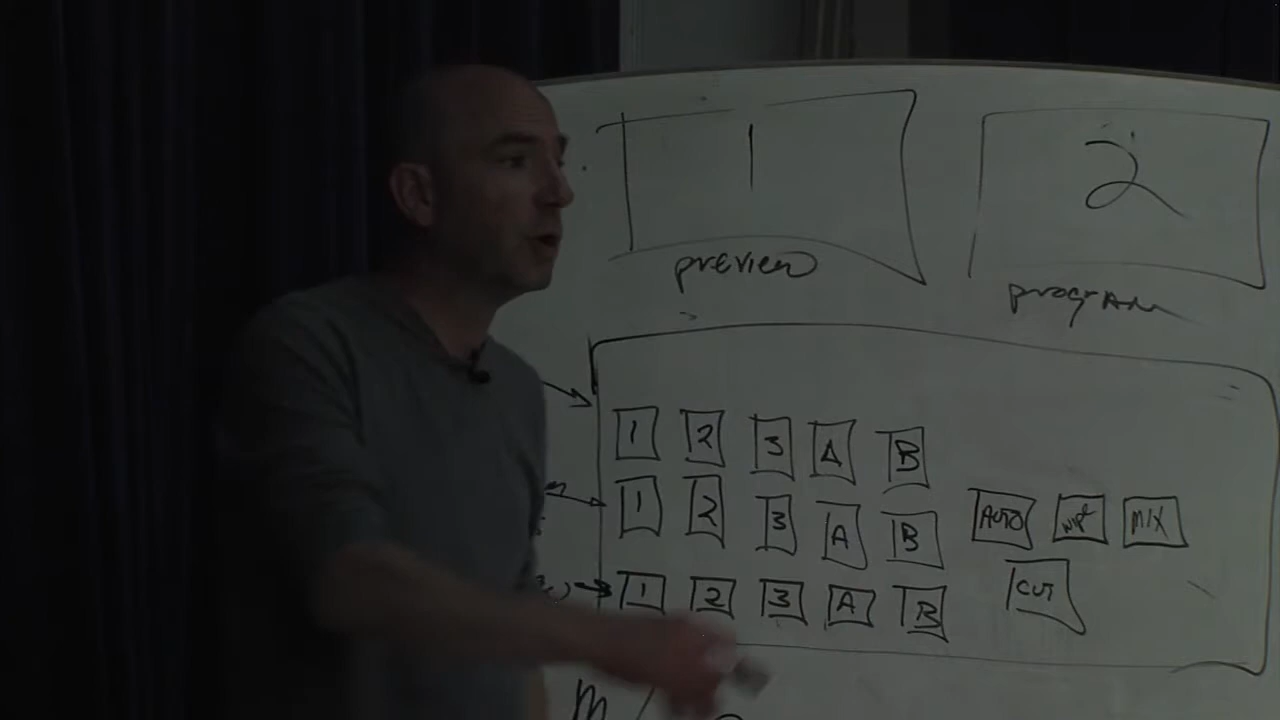 1 2
preview program
1 2 3 A B
1 2 3 A B AUTO WIPE MIX
1 2 3 A B CUT
M/